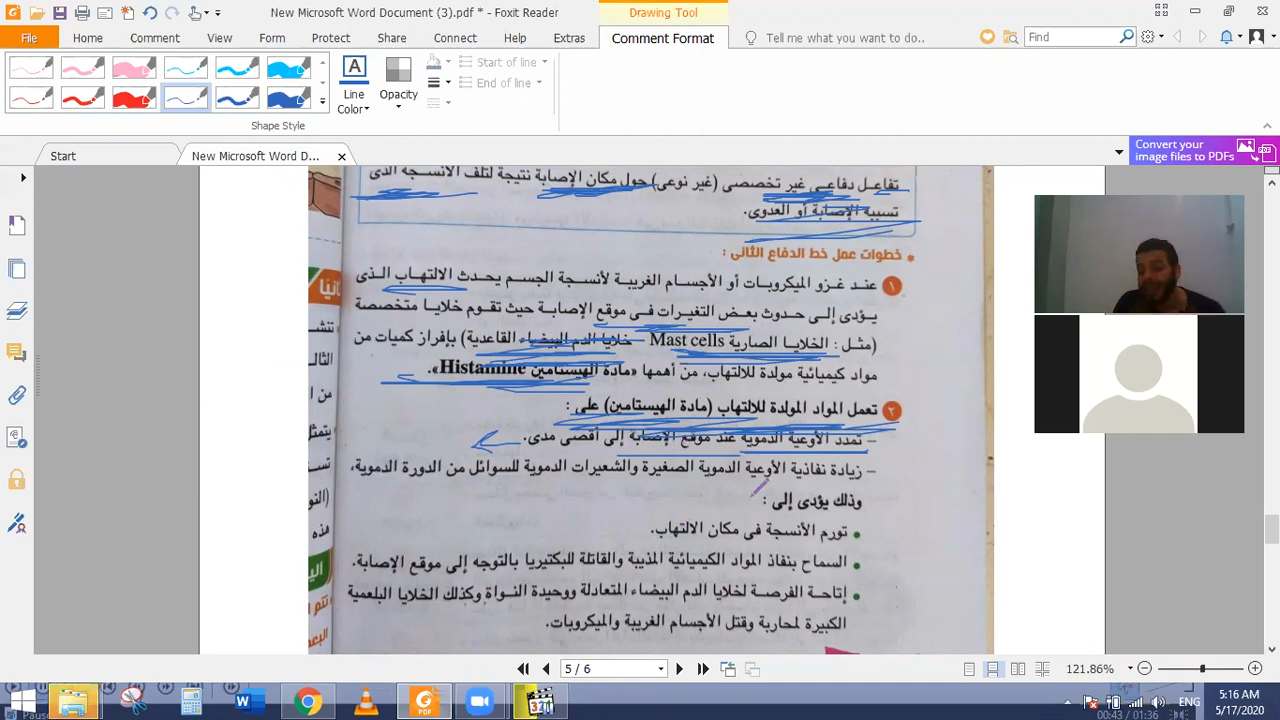 New Microsoft Word Document (3).pdf * - Foxit Reader
Drawing Tool
File Home Comment View Form Protect Share Connect Help Extras Comment Format
Tell me what you want to do..
Find
Line Color
Opacity
Start of line
End of line
Shape Style
Start
New Microsoft Word D...
Convert your image files to PDFs
تفاعل دفاعى غير تخصصى (غير نوعى) حول مكان الإصابة نتيجة لتلف الأنسجة الذى
تسببه الإصابة أو العدوى.
* خطوات عمل خط الدفاع الثانى :
١ عند غزو الميكروبات أو الأجسام الغريبة لأنسجة الجسم يحدث الالتهاب الذى
يؤدى إلى حدوث بعض التغيرات فى موقع الإصابة حيث تقوم خلايا متخصصة
(مثل : الخلايا الصارية Mast cells خلايا الدم البيضاء القاعدية) بإفراز كميات من
مواد كيميائية مولدة للالتهاب، من أهمها «مادة الهيستامين Histamine».
٢ تعمل المواد المولدة للالتهاب (مادة الهيستامين) على :
– تمدد الأوعية الدموية عند موقع الإصابة إلى أقصى مدى.
– زيادة نفاذية الأوعية الدموية الصغيرة والشعيرات الدموية للسوائل من الدورة الدموية،
وذلك يؤدى إلى :
• تورم الأنسجة فى مكان الالتهاب.
• السماح بنفاذ المواد الكيميائية المذيبة والقاتلة للبكتيريا بالتوجه إلى موقع الإصابة.
• إتاحة الفرصة لخلايا الدم البيضاء المتعادلة ووحيدة النواة وكذلك الخلايا البلعمية
الكبيرة لمحاربة وقتل الأجسام الغريبة والميكروبات.
5 / 6
121.86%
ENG
5:16 AM
5/17/2020
00:43 / 01:36